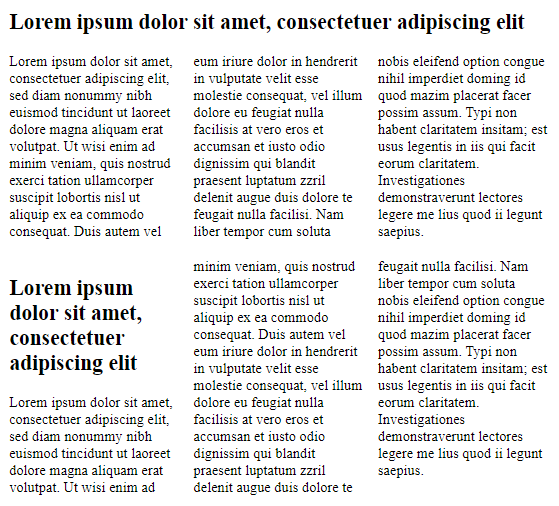 Lorem ipsum dolor sit amet, consectetuer adipiscing elit
Lorem ipsum dolor sit amet,
consectetuer adipiscing elit,
sed diam nonummy nibh
euismod tincidunt ut laoreet
dolore magna aliquam erat
volutpat. Ut wisi enim ad
minim veniam, quis nostrud
exerci tation ullamcorper
suscipit lobortis nisl ut
aliquip ex ea commodo
consequat. Duis autem vel
eum iriure dolor in hendrerit
in vulputate velit esse
molestie consequat, vel illum
dolore eu feugiat nulla
facilisis at vero eros et
accumsan et iusto odio
dignissim qui blandit
praesent luptatum zzril
delenit augue duis dolore te
feugait nulla facilisi. Nam
liber tempor cum soluta
nobis eleifend option congue
nihil imperdiet doming id
quod mazim placerat facer
possim assum. Typi non
habent claritatem insitam; est
usus legentis in iis qui facit
eorum claritatem.
Investigationes
demonstraverunt lectores
legere me lius quod ii legunt
saepius.
Lorem ipsum
dolor sit amet,
consectetuer
adipiscing elit
Lorem ipsum dolor sit amet,
consectetuer adipiscing elit,
sed diam nonummy nibh
euismod tincidunt ut laoreet
dolore magna aliquam erat
volutpat. Ut wisi enim ad
minim veniam, quis nostrud
exerci tation ullamcorper
suscipit lobortis nisl ut
aliquip ex ea commodo
consequat. Duis autem vel
eum iriure dolor in hendrerit
in vulputate velit esse
molestie consequat, vel illum
dolore eu feugiat nulla
facilisis at vero eros et
accumsan et iusto odio
dignissim qui blandit
praesent luptatum zzril
delenit augue duis dolore te
feugait nulla facilisi. Nam
liber tempor cum soluta
nobis eleifend option congue
nihil imperdiet doming id
quod mazim placerat facer
possim assum. Typi non
habent claritatem insitam; est
usus legentis in iis qui facit
eorum claritatem.
Investigationes
demonstraverunt lectores
legere me lius quod ii legunt
saepius.